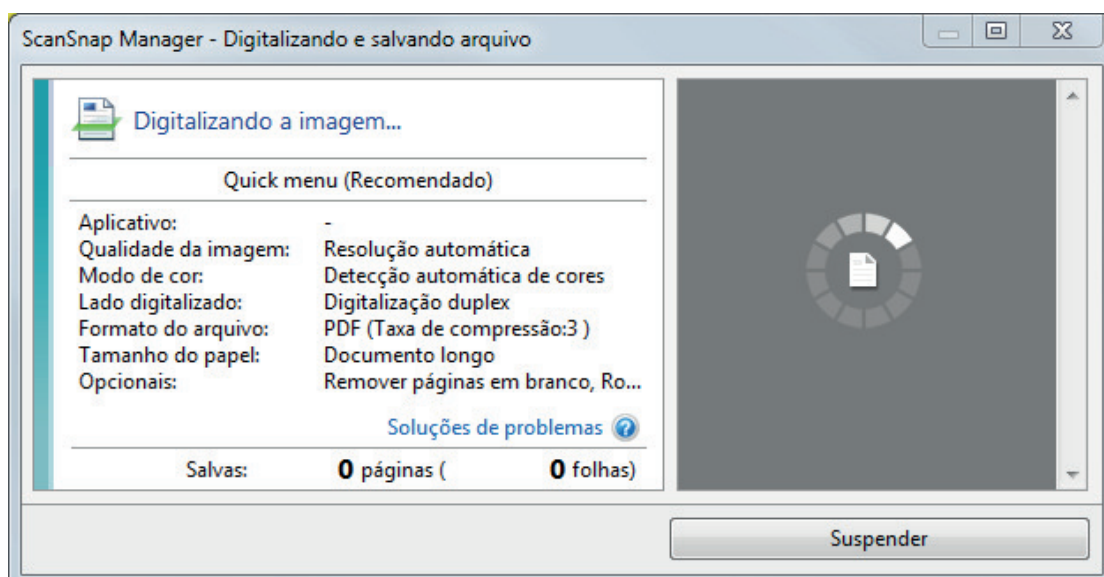 ScanSnap Manager - Digitalizando e salvando arquivo
Digitalizando a imagem...
Quick menu (Recomendado)
Aplicativo: -
Qualidade da imagem: Resolução automática
Modo de cor: Detecção automática de cores
Lado digitalizado: Digitalização duplex
Formato do arquivo: PDF (Taxa de compressão:3 )
Tamanho do papel: Documento longo
Opcionais: Remover páginas em branco, Ro...
Soluções de problemas
Salvas: 0 páginas ( 0 folhas)
Suspender